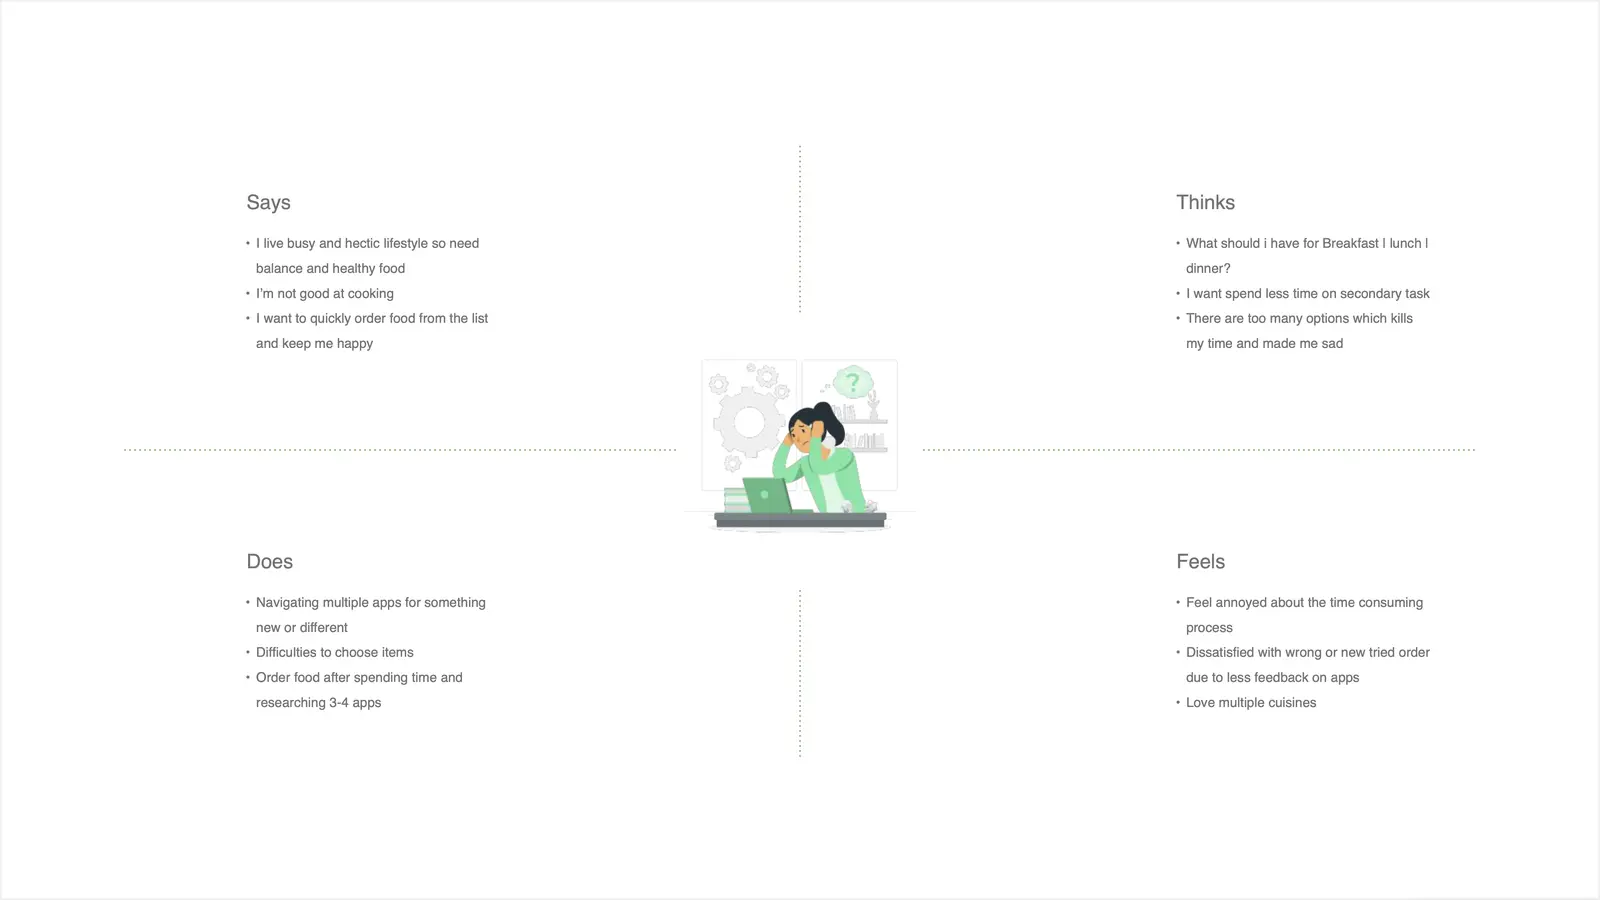 Says
• I live busy and hectic lifestyle so need
balance and healthy food
• I'm not good at cooking
• I want to quickly order food from the list
and keep me happy
Thinks
• What should i have for Breakfast | lunch |
dinner?
• I want spend less time on secondary task
• There are too many options which kills
my time and made me sad
?
Does
• Navigating multiple apps for something
new or different
• Difficulties to choose items
• Order food after spending time and
researching 3-4 apps
Feels
• Feel annoyed about the time consuming
process
• Dissatisfied with wrong or new tried order
due to less feedback on apps
• Love multiple cuisines